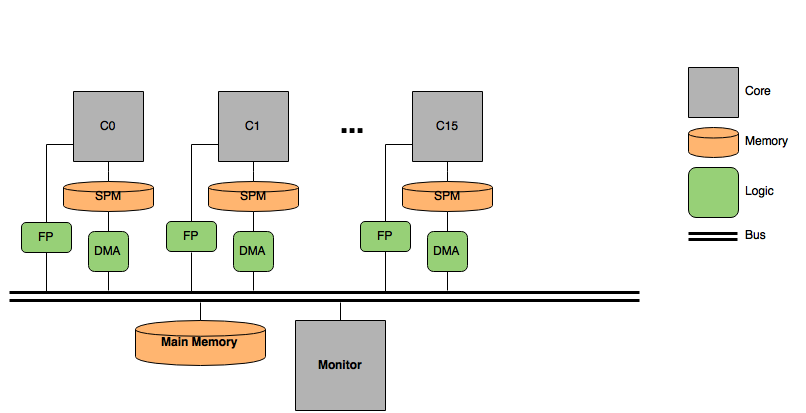 C0
C1
...
C15
Core
Memory
SPM
SPM
SPM
Logic
FP
DMA
FP
DMA
FP
DMA
Bus
Main Memory
Monitor